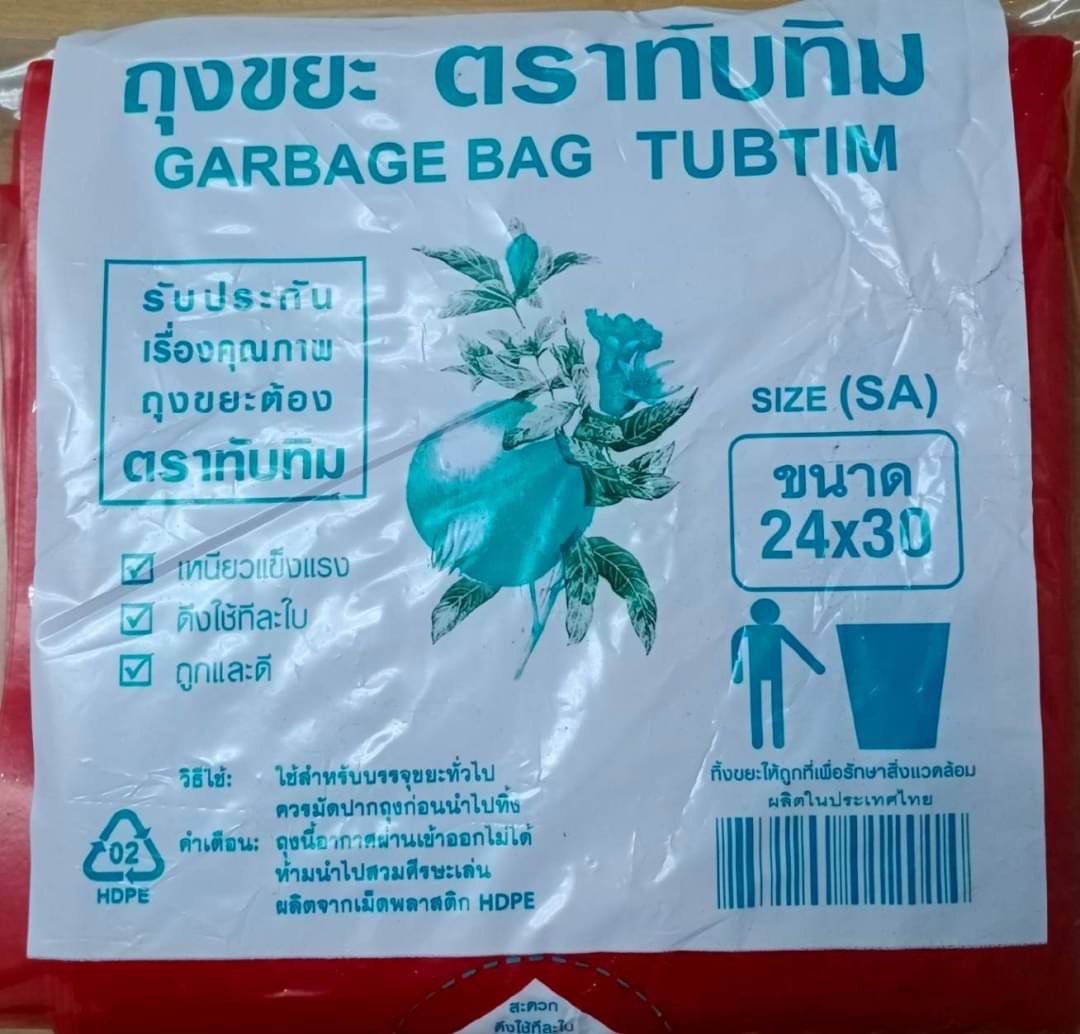 ถุงขยะ ตราทับทิม
GARBAGE BAG TUBTIM
รับประกัน
เรื่องคุณภาพ
ถุงขยะต้อง
ตราทับทิม
เหนียวแข็งแรง
ดึงใช้ทีละใบ
ถูกและดี
SIZE (SA)
ขนาด
24x30
ทิ้งขยะให้ถูกที่เพื่อรักษาสิ่งแวดล้อม
ผลิตในประเทศไทย
วิธีใช้: ใช้สำหรับบรรจุขยะทั่วไป
ควรมัดปากถุงก่อนนำไปทิ้ง
คำเตือน: ถุงนี้อากาศผ่านเข้าออกไม่ได้
ห้ามนำไปสวมศีรษะเล่น
ผลิตจากเม็ดพลาสติก HDPE
02
HDPE
สะดวก
ดึงใช้ทีละใบ